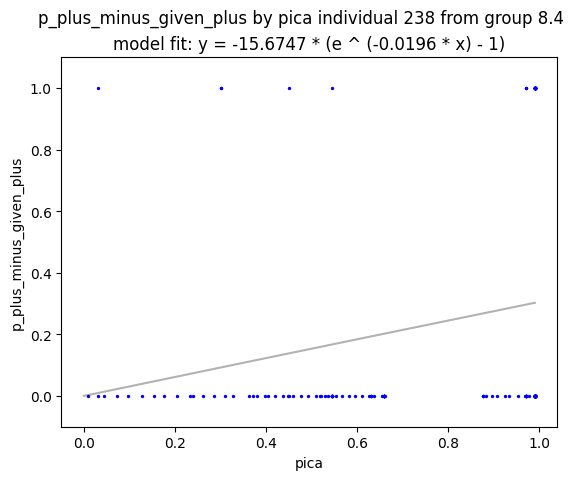 p_plus_minus_given_plus by pica individual 238 from group 8.4
model fit: y = -15.6747 * (e ^ (-0.0196 * x) - 1)
1.0
0.8
0.6
0.4
0.2
0.0
p_plus_minus_given_plus
0.0 0.2 0.4 0.6 0.8 1.0
pica